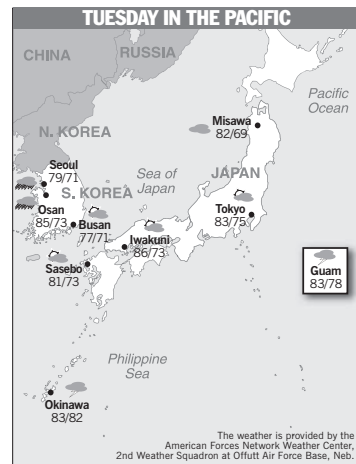 TUESDAY IN THE PACIFIC
CHINA
RUSSIA
Pacific
Ocean
N. KOREA
Misawa
82/69
Seoul
79/71
Sea of
Japan
JAPAN
S. KOREA
Osan
85/73
Busan
77/71
Iwakuni
86/73
Tokyo
83/75
Sasebo
81/73
Guam
83/78
Philippine
Sea
Okinawa
83/82
The weather is provided by the
American Forces Network Weather Center,
2nd Weather Squadron at Offutt Air Force Base, Neb.